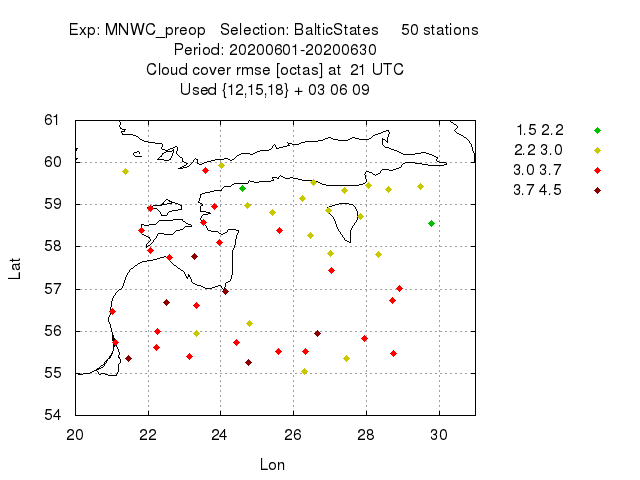 Exp: MNWC_preop   Selection: BalticStates     50 stations
Period: 20200601-20200630
Cloud cover rmse [octas] at  21 UTC
Used {12,15,18} + 03 06 09
1.5 2.2
2.2 3.0
3.0 3.7
3.7 4.5
61
60
59
58
57
56
55
54
Lat
20 22 24 26 28 30
Lon